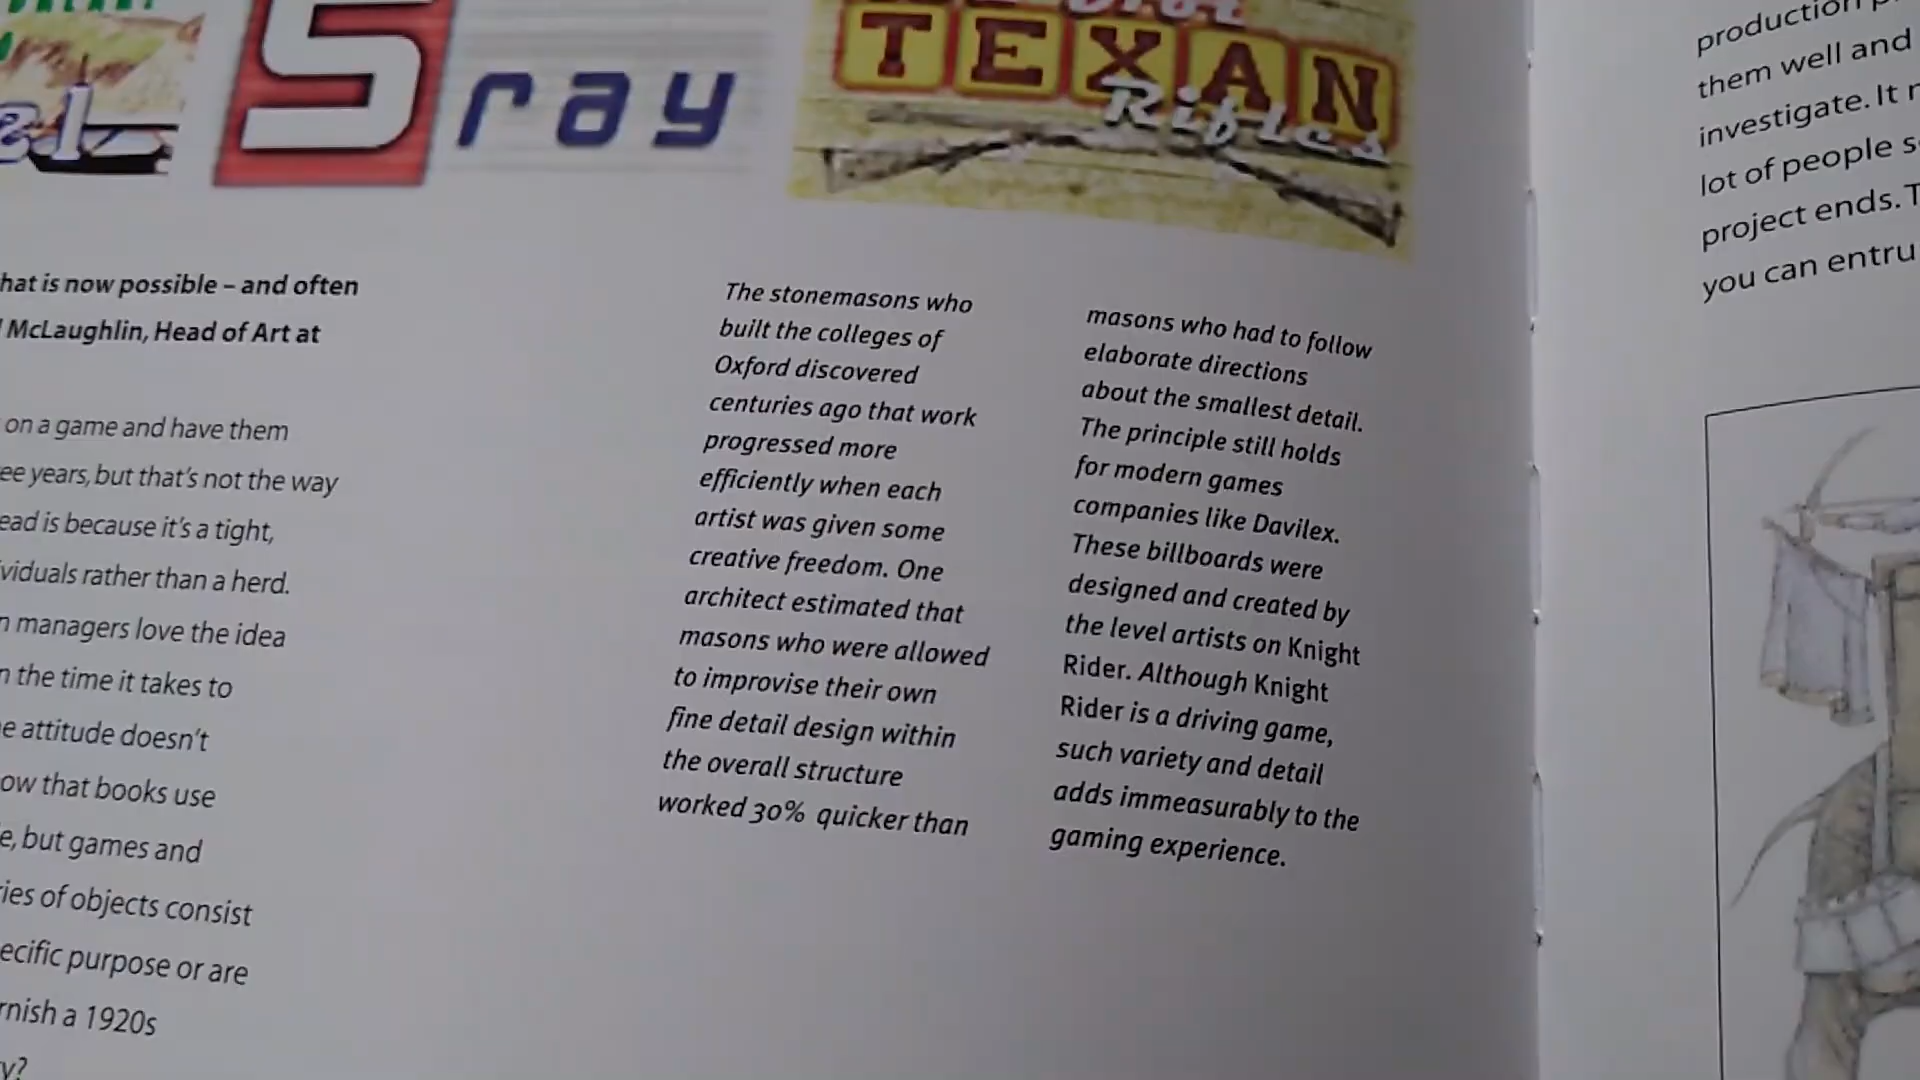 5 ray
TEXAN
Rifles
hat is now possible – and often
McLaughlin, Head of Art at
on a game and have them
ee years, but that's not the way
ead is because it's a tight,
viduals rather than a herd.
n managers love the idea
n the time it takes to
e attitude doesn't
ow that books use
e, but games and
ries of objects consist
ecific purpose or are
rnish a 1920s
y?
The stonemasons who
built the colleges of
Oxford discovered
centuries ago that work
progressed more
efficiently when each
artist was given some
creative freedom. One
architect estimated that
masons who were allowed
to improvise their own
fine detail design within
the overall structure
worked 30% quicker than
masons who had to follow
elaborate directions
about the smallest detail.
The principle still holds
for modern games
companies like Davilex.
These billboards were
designed and created by
the level artists on Knight
Rider. Although Knight
Rider is a driving game,
such variety and detail
adds immeasurably to the
gaming experience.
production p
them well and
investigate. It
lot of people s
project ends. T
you can entru